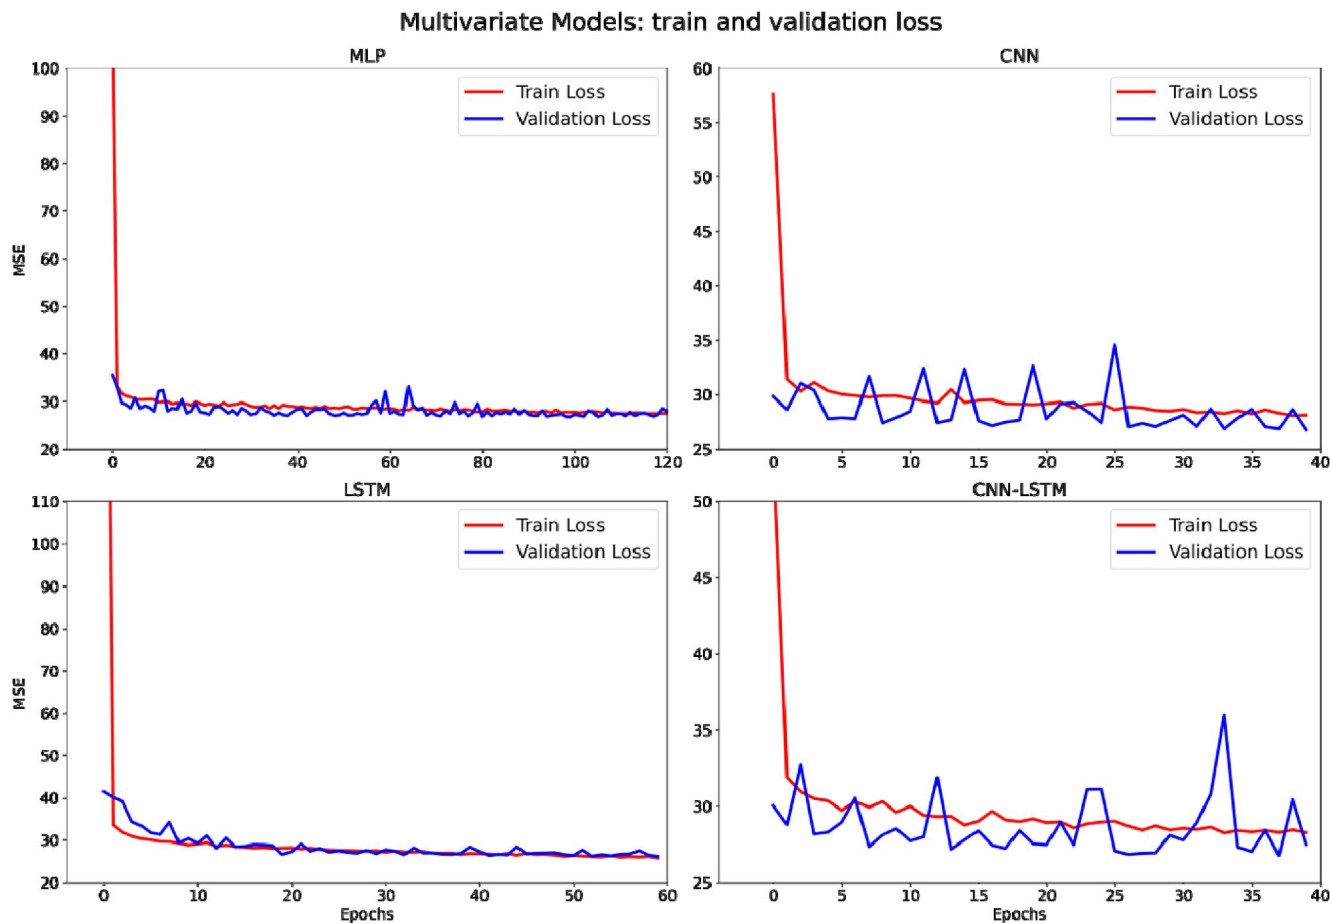 Multivariate Models: train and validation loss
MLP
100
90
80
70
60
50
40
30
20
MSE
Train Loss
Validation Loss
0 20 40 60 80 100 120
CNN
60
55
50
45
40
35
30
25
Train Loss
Validation Loss
0 5 10 15 20 25 30 35 40
LSTM
110
100
90
80
70
60
50
40
30
20
MSE
Train Loss
Validation Loss
0 10 20 30 40 50 60
Epochs
CNN-LSTM
50
45
40
35
30
25
Train Loss
Validation Loss
0 5 10 15 20 25 30 35 40
Epochs